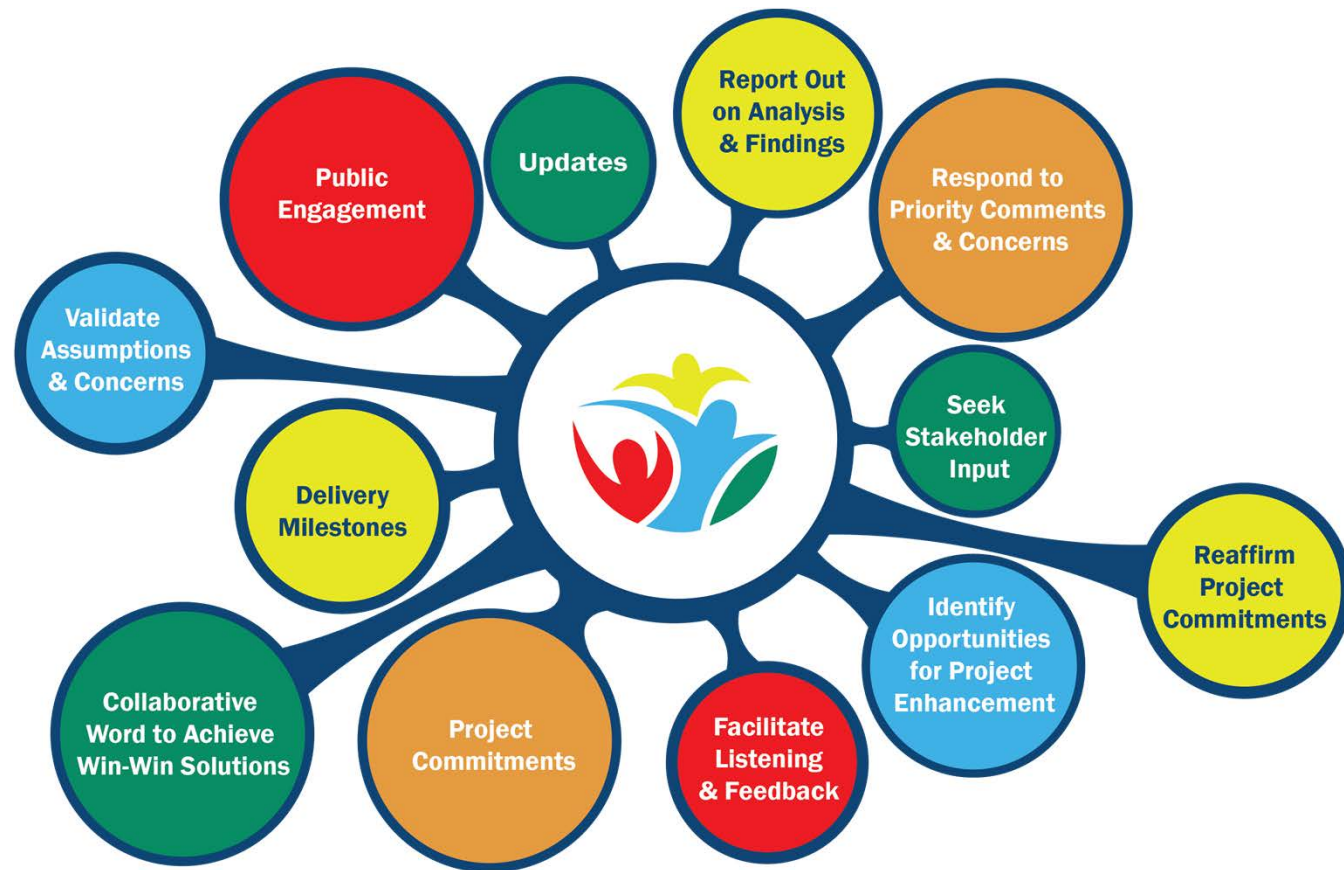 Report Out
on Analysis
& Findings
Updates
Public
Engagement
Respond to
Priority Comments
& Concerns
Validate
Assumptions
& Concerns
Seek
Stakeholder
Input
Delivery
Milestones
Reaffirm
Project
Commitments
Identify
Opportunities
for Project
Enhancement
Collaborative
Word to Achieve
Win-Win Solutions
Project
Commitments
Facilitate
Listening
& Feedback